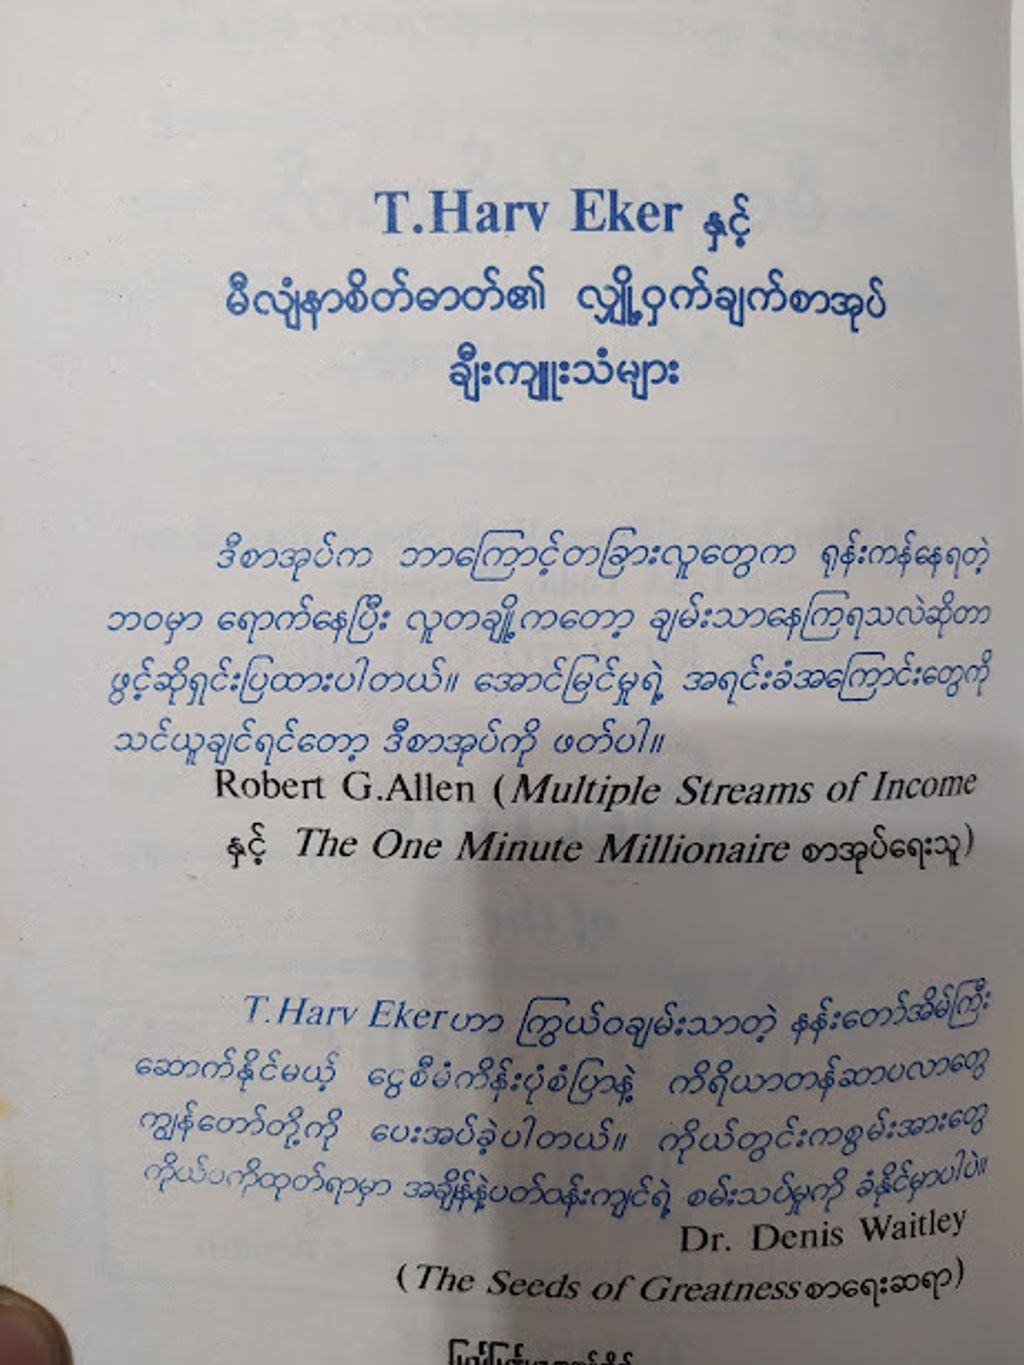 T.Harv Eker နှင့်
မီလျံနာစိတ်ဓာတ်၏ လျှို့ဝှက်ချက်စာအုပ်
ချီးကျူးသံများ
ဒီစာအုပ်က ဘာကြောင့်တခြားလူတွေက ရုန်းကန်နေရတဲ့
ဘဝမှာ ရောက်နေပြီး လူတချို့ကတော့ ချမ်းသာနေကြရသလဲဆိုတာ
ဖွင့်ဆိုရှင်းပြထားပါတယ်။ အောင်မြင်မှုရဲ့ အရင်းခံအကြောင်းတွေကို
သင်ယူချင်ရင်တော့ ဒီစာအုပ်ကို ဖတ်ပါ။
Robert G.Allen (Multiple Streams of Income
နှင့် The One Minute Millionaire စာအုပ်ရေးသူ)
T.Harv Eker ဟာ ကြွယ်ဝချမ်းသာတဲ့ နန်းတော်အိမ်ကြီး
ဆောက်နိုင်မယ့် ငွေစီမံကိန်းပုံစံပြာနဲ့ ကိရိယာတန်ဆာပလာတွေ
ကျွန်တော်တို့ကို ပေးအပ်ခဲ့ပါတယ်။ ကိုယ်တွင်းကစွမ်းအားတွေ
ကိုယ်ပကိုထုတ်ရာမှာ အချိန်နဲ့ပတ်ဝန်းကျင်ရဲ့ စမ်းသပ်မှုကို ခံနိုင်မှာပါပဲ။
Dr. Denis Waitley
(The Seeds of Greatness စာရေးဆရာ)